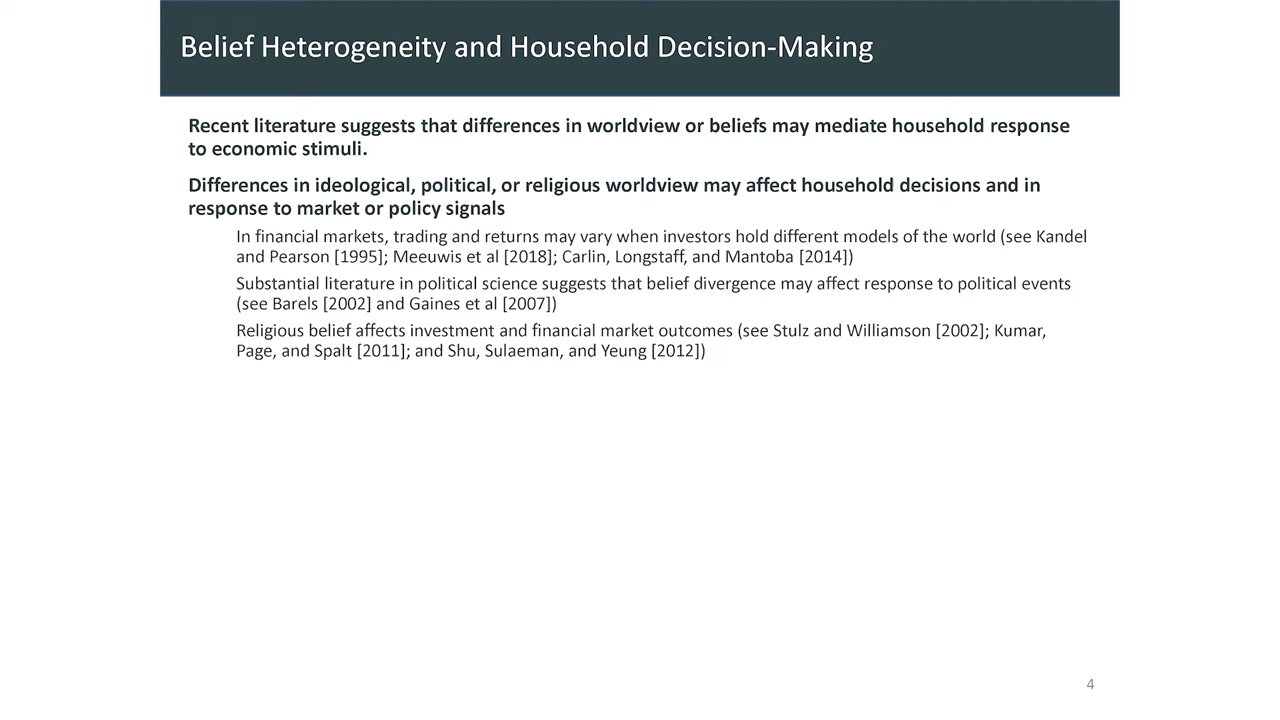 Belief Heterogeneity and Household Decision-Making
Recent literature suggests that differences in worldview or beliefs may mediate household response
to economic stimuli.
Differences in ideological, political, or religious worldview may affect household decisions and in
response to market or policy signals
In financial markets, trading and returns may vary when investors hold different models of the world (see Kandel
and Pearson [1995]; Meeuwis et al [2018]; Carlin, Longstaff, and Mantoba [2014])
Substantial literature in political science suggests that belief divergence may affect response to political events
(see Barels [2002] and Gaines et al [2007])
Religious belief affects investment and financial market outcomes (see Stulz and Williamson [2002]; Kumar,
Page, and Spalt [2011]; and Shu, Sulaeman, and Yeung [2012])
4